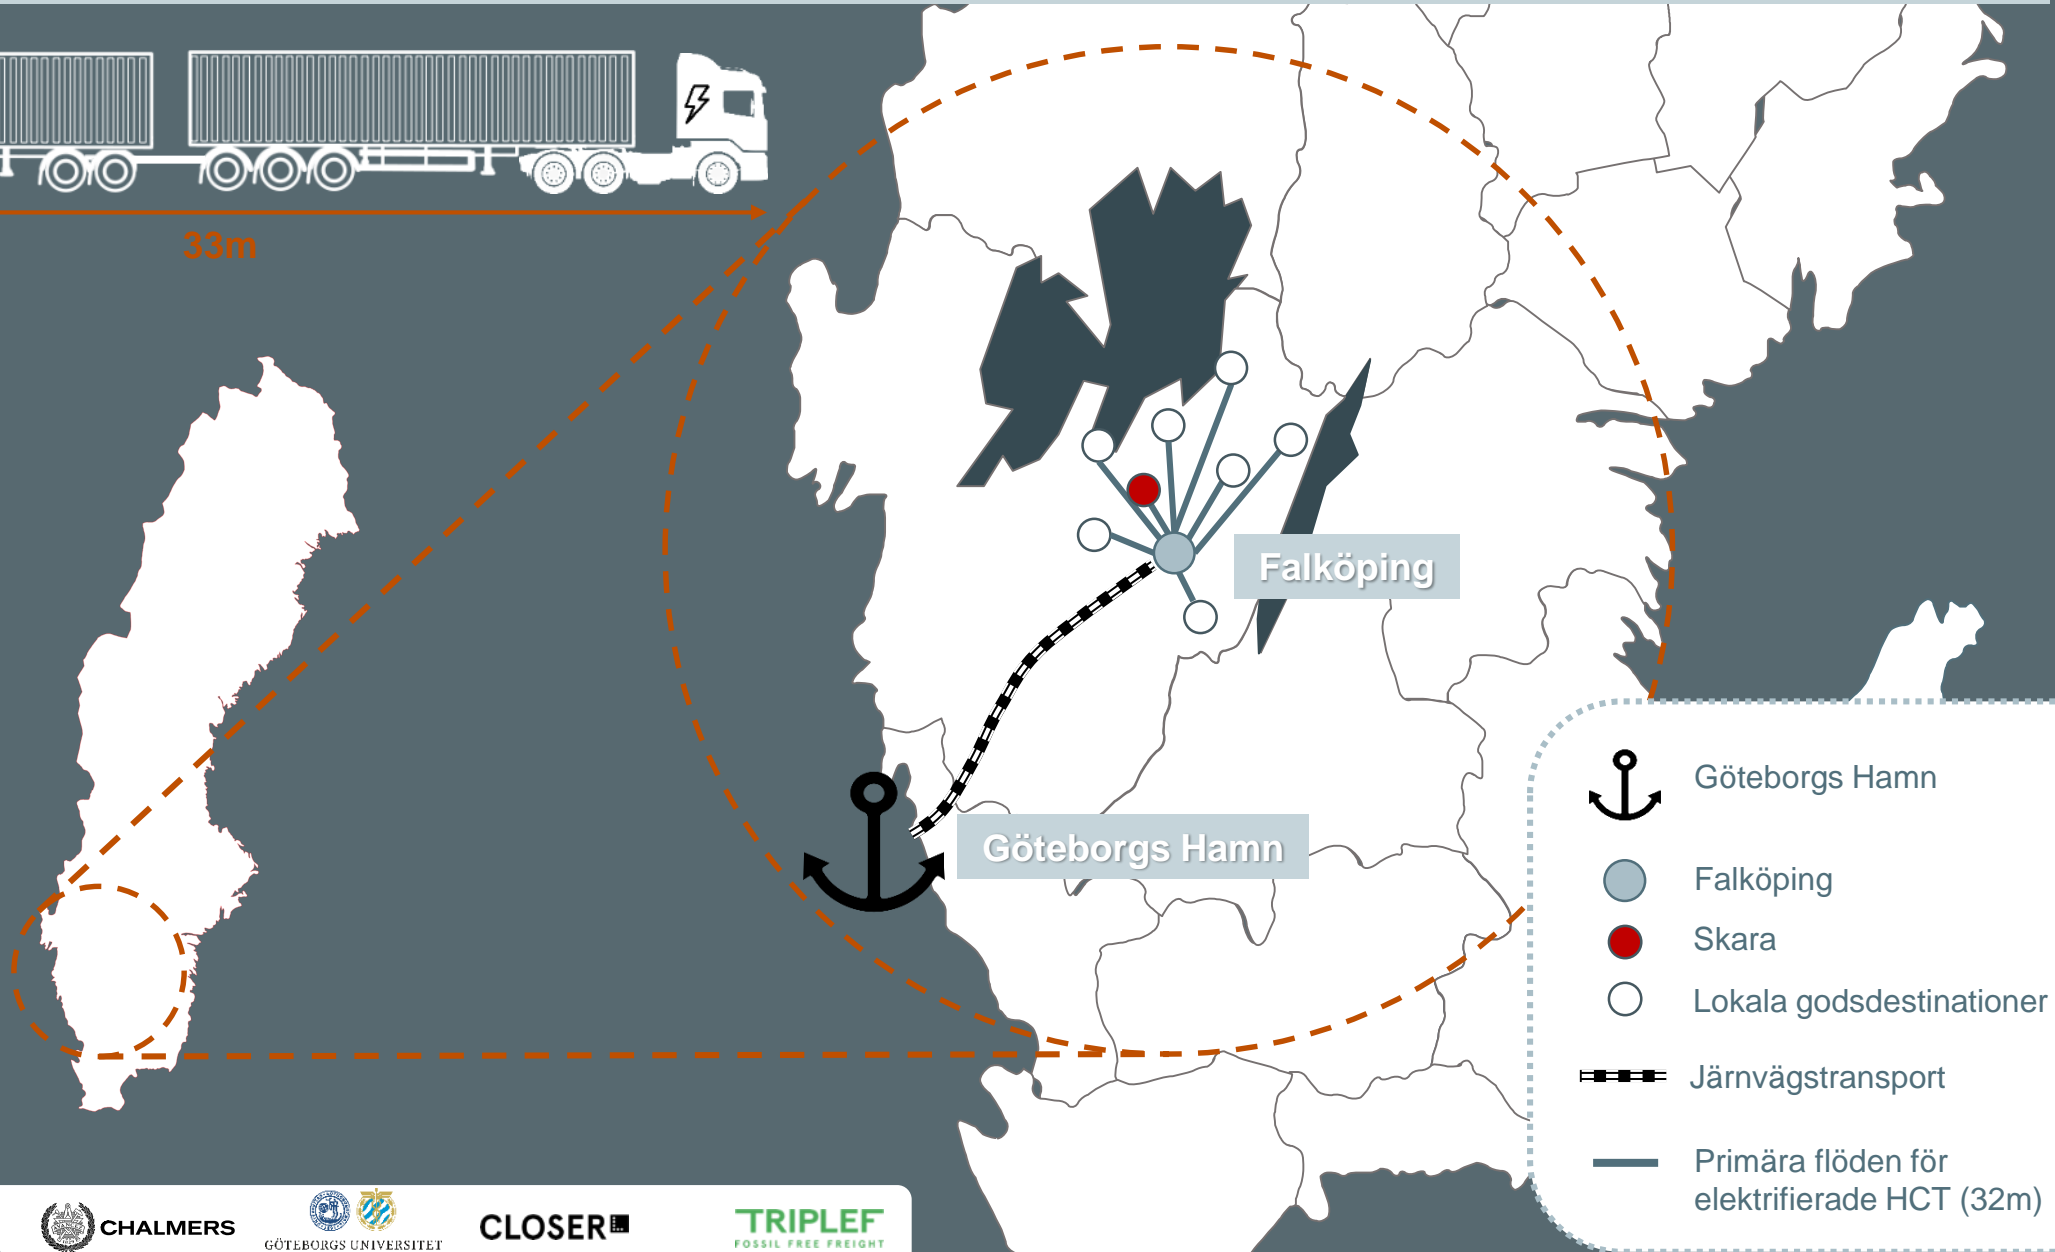 33m
Falköping
Göteborgs Hamn
Göteborgs Hamn
Falköping
Skara
Lokala godsdestinationer
Järnvägstransport
Primära flöden för
elektrifierade HCT (32m)
CHALMERS
GÖTEBORGS UNIVERSITET
CLOSER
TRIPLEF
FOSSIL FREE FREIGHT